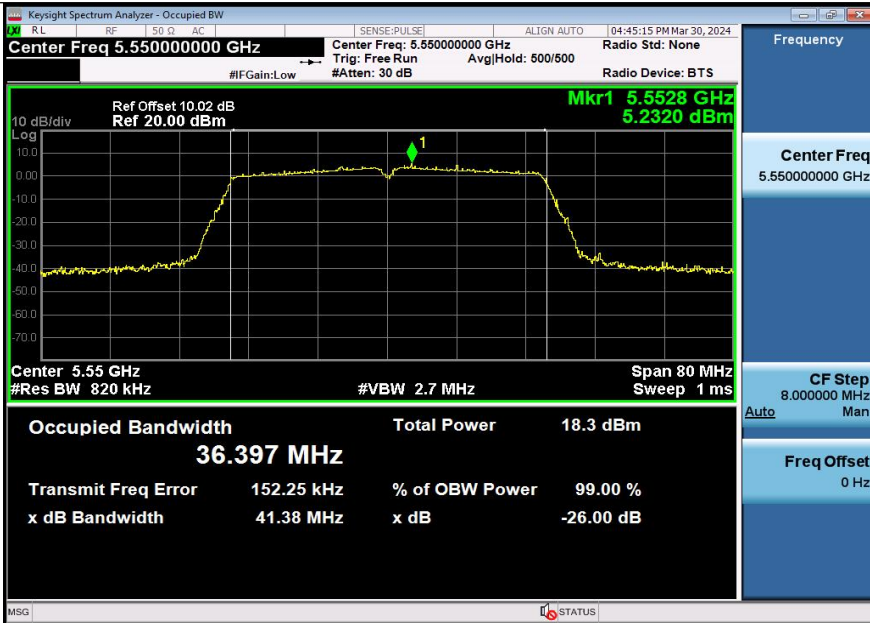 Keysight Spectrum Analyzer - Occupied BW
LXI RL RF 50 Ω AC SENSE:PULSE ALIGN AUTO 04:45:15 PM Mar 30, 2024
Center Freq 5.550000000 GHz
Center Freq: 5.550000000 GHz
Radio Std: None
Trig: Free Run Avg|Hold: 500/500
#IFGain:Low
#Atten: 30 dB
Radio Device: BTS
Frequency
Ref Offset 10.02 dB
Mkr1 5.5528 GHz
10 dB/div Ref 20.00 dBm
5.2320 dBm
Log
1
10.0
0.00
-10.0
-20.0
-30.0
-40.0
-50.0
-60.0
-70.0
Center 5.55 GHz
Span 80 MHz
#Res BW 820 kHz
#VBW 2.7 MHz
Sweep 1 ms
Center Freq
5.550000000 GHz
CF Step
8.000000 MHz
Auto Man
Freq Offset
0 Hz
Occupied Bandwidth
Total Power 18.3 dBm
36.397 MHz
Transmit Freq Error 152.25 kHz
% of OBW Power 99.00 %
x dB Bandwidth 41.38 MHz
x dB -26.00 dB
MSG
STATUS